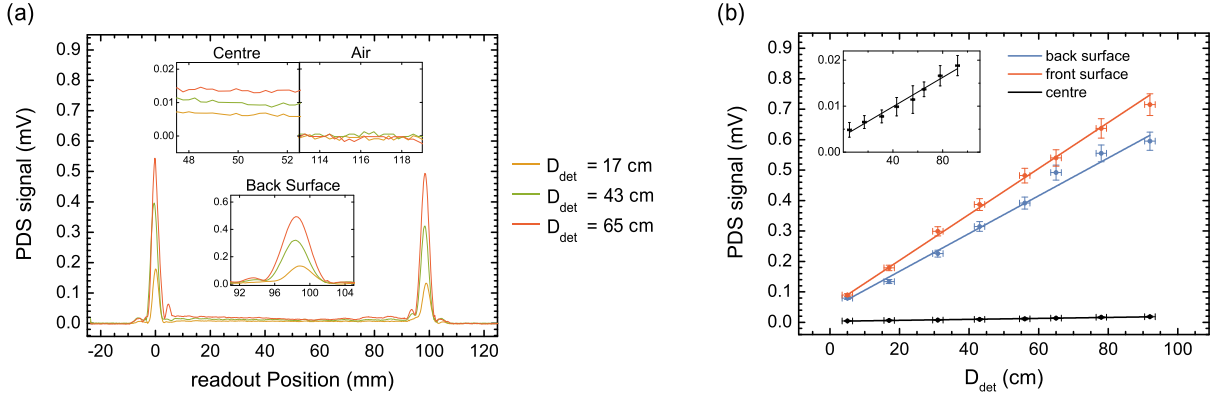 (a)
PDS signal (mV)
0.9
0.8
0.7
0.6
0.5
0.4
0.3
0.2
0.1
0.0
-20 0 20 40 60 80 100 120
readout Position (mm)
Centre Air
0.02
0.01
0.00
48 50 52 114 116 118
Back Surface
0.6
0.4
0.2
0.0
92 96 100 104
D_det = 17 cm
D_det = 43 cm
D_det = 65 cm
(b)
PDS signal (mV)
0.9
0.8
0.7
0.6
0.5
0.4
0.3
0.2
0.1
0.0
0 20 40 60 80 100
D_det (cm)
0.02
0.01
0.00
0 40 80
back surface
front surface
centre